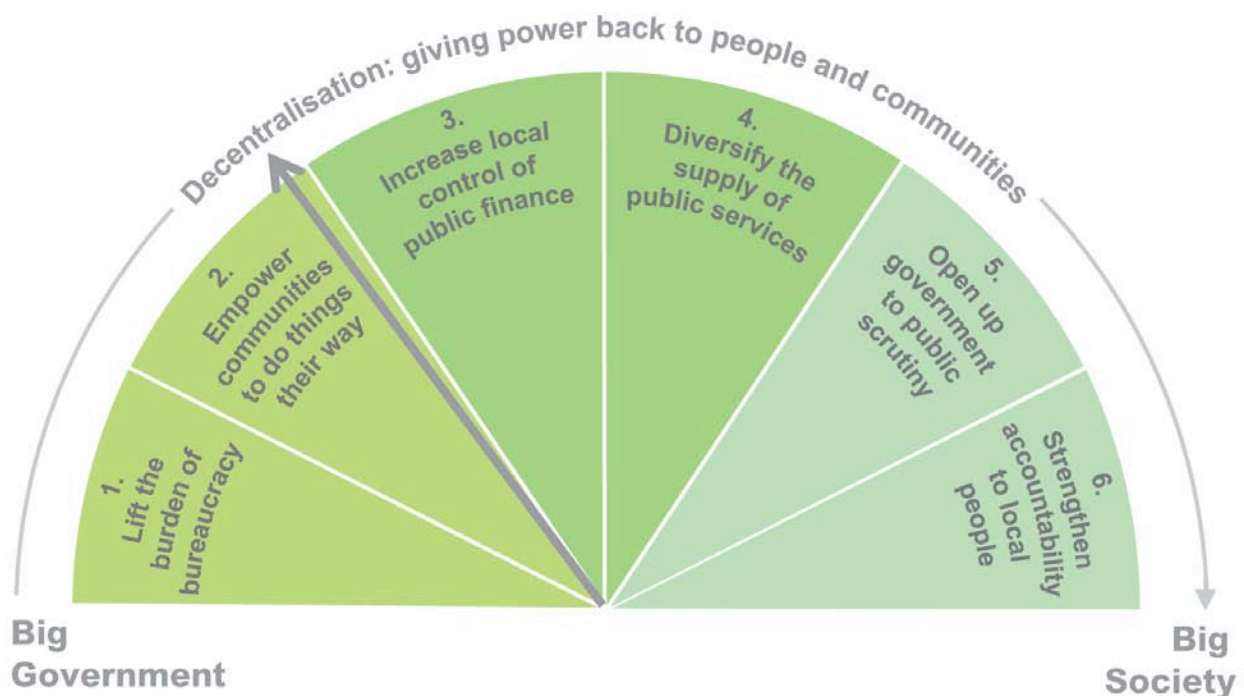 Decentralisation: giving power back to people and communities
1.
Lift the
burden of
bureaucracy
2.
Empower
communities
to do things
their way
3.
Increase local
control of
public finance
4.
Diversify the
supply of
public services
5.
Open up
government
to public
scrutiny
6.
Strengthen
accountability
to local
people
Big
Government
Big
Society